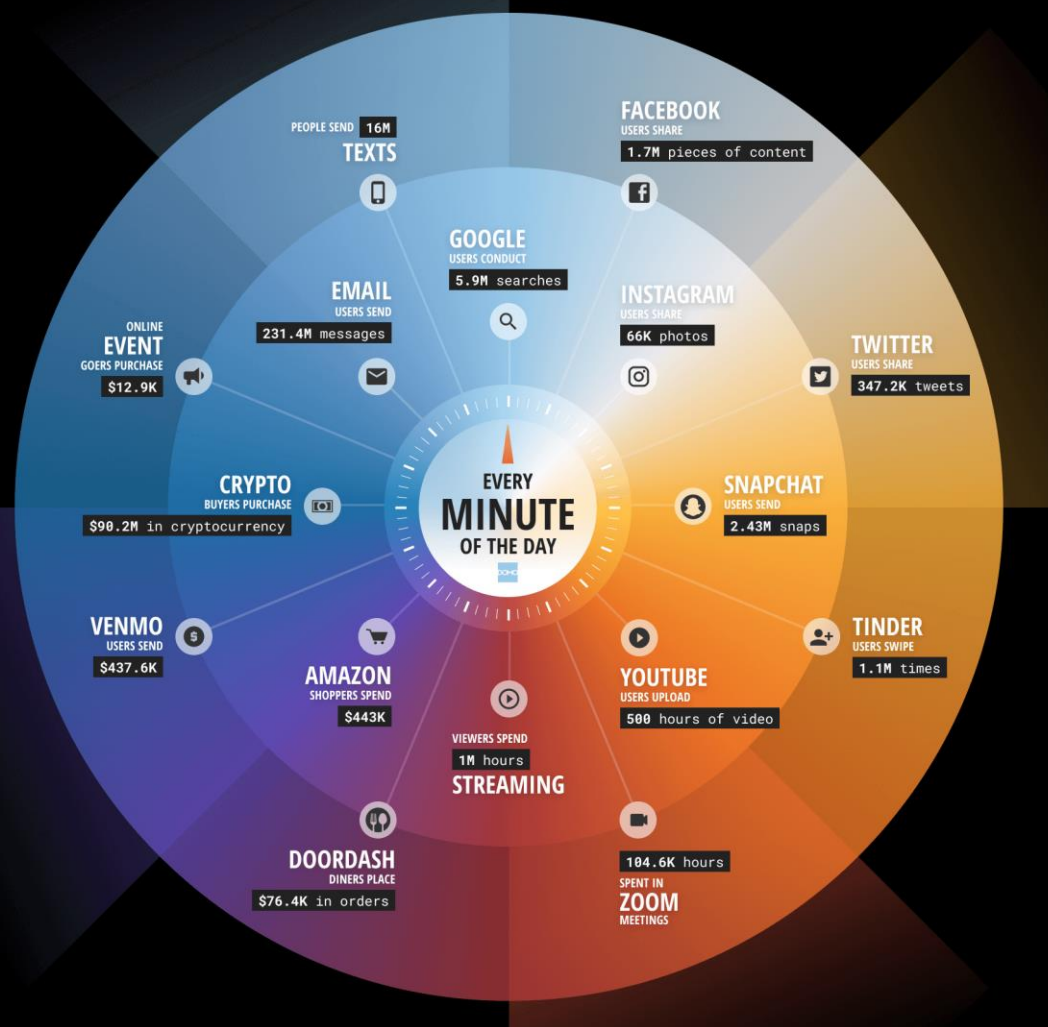 PEOPLE SEND 16M
TEXTS
FACEBOOK
USERS SHARE
1.7M pieces of content
GOOGLE
USERS CONDUCT
5.9M searches
EMAIL
USERS SEND
231.4M messages
INSTAGRAM
USERS SHARE
66K photos
ONLINE
EVENT
GOERS PURCHASE
$12.9K
TWITTER
USERS SHARE
347.2K tweets
CRYPTO
BUYERS PURCHASE
$90.2M in cryptocurrency
EVERY
MINUTE
OF THE DAY
DOMO
SNAPCHAT
USERS SEND
2.43M snaps
VENMO
USERS SEND
$437.6K
AMAZON
SHOPPERS SPEND
$443K
VIEWERS SPEND
1M hours
STREAMING
YOUTUBE
USERS UPLOAD
500 hours of video
TINDER
USERS SWIPE
1.1M times
DOORDASH
DINERS PLACE
$76.4K in orders
104.6K hours
SPENT IN
ZOOM
MEETINGS